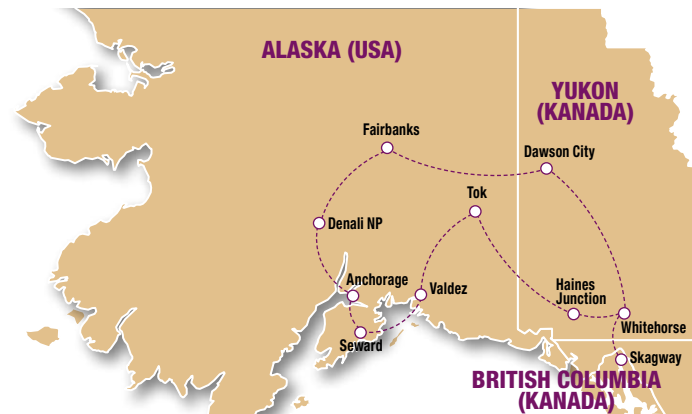 ALASKA (USA)
YUKON
(KANADA)
Fairbanks
Dawson City
Tok
Denali NP
Anchorage
Valdez
Haines
Junction
Whitehorse
Seward
Skagway
BRITISH COLUMBIA
(KANADA)